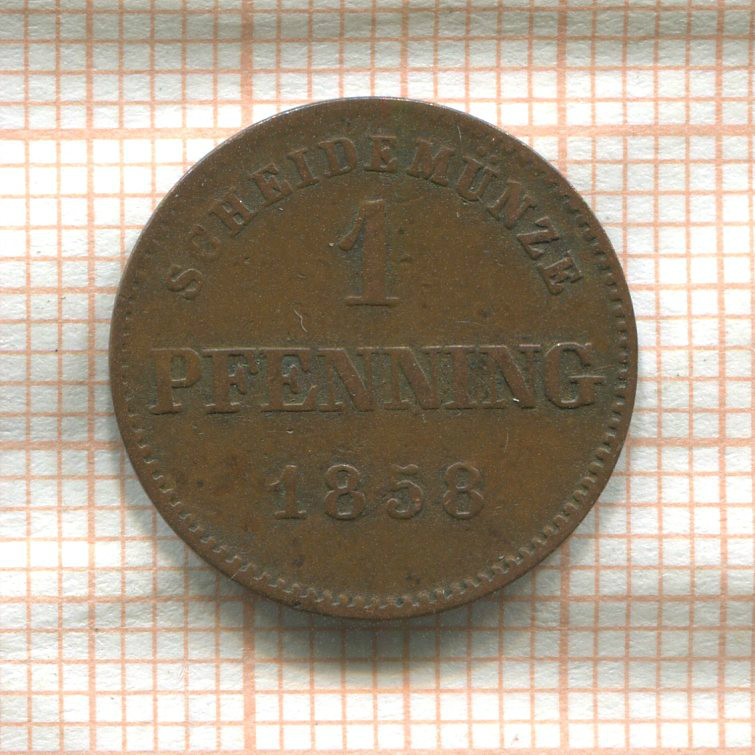 SCHEIDEMÜNZE
1
PFENNING
1858